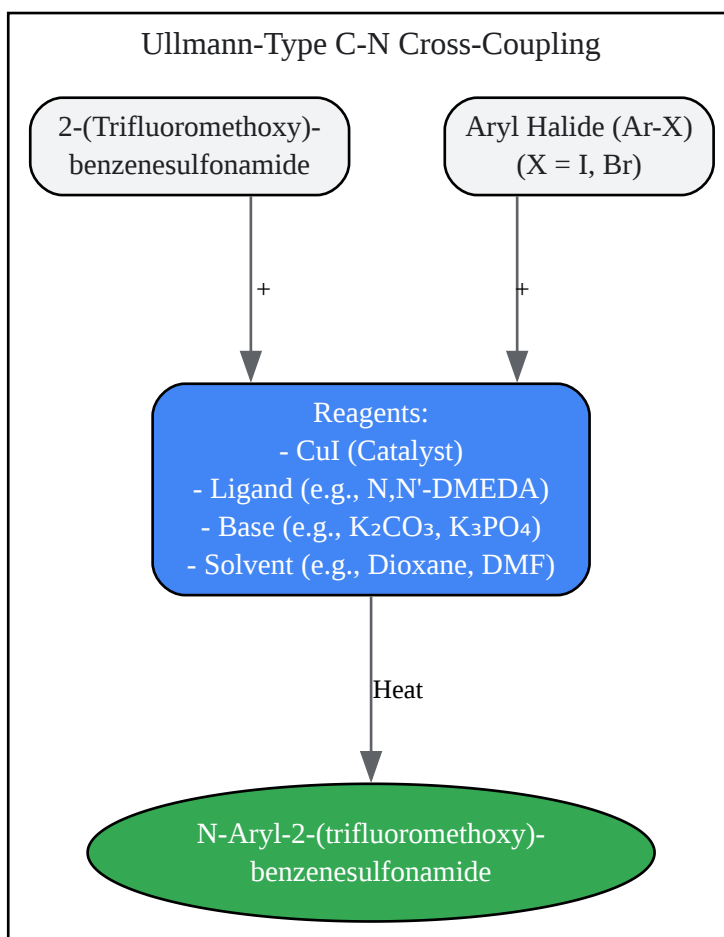 Ullmann-Type C-N Cross-Coupling
2-(Trifluoromethoxy)-
benzenesulfonamide
Aryl Halide (Ar-X)
(X = I, Br)
+
+
Reagents:
- CuI (Catalyst)
- Ligand (e.g., N,N'-DMEDA)
- Base (e.g., K₂CO₃, K₃PO₄)
- Solvent (e.g., Dioxane, DMF)
Heat
N-Aryl-2-(trifluoromethoxy)-
benzenesulfonamide